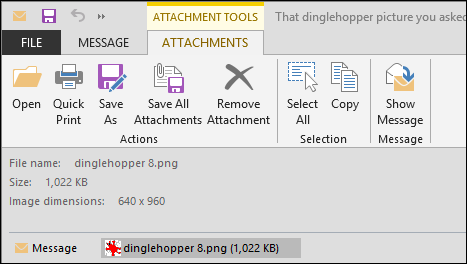 ATTACHMENT TOOLS That dinglehopper picture you asked
FILE MESSAGE ATTACHMENTS
Open Quick Print Save As Save All Attachments Remove Attachment Select All Copy Show Message
Actions Selection Message
File name: dinglehopper 8.png
Size: 1,022 KB
Image dimensions: 640 x 960
Message dinglehopper 8.png (1,022 KB)